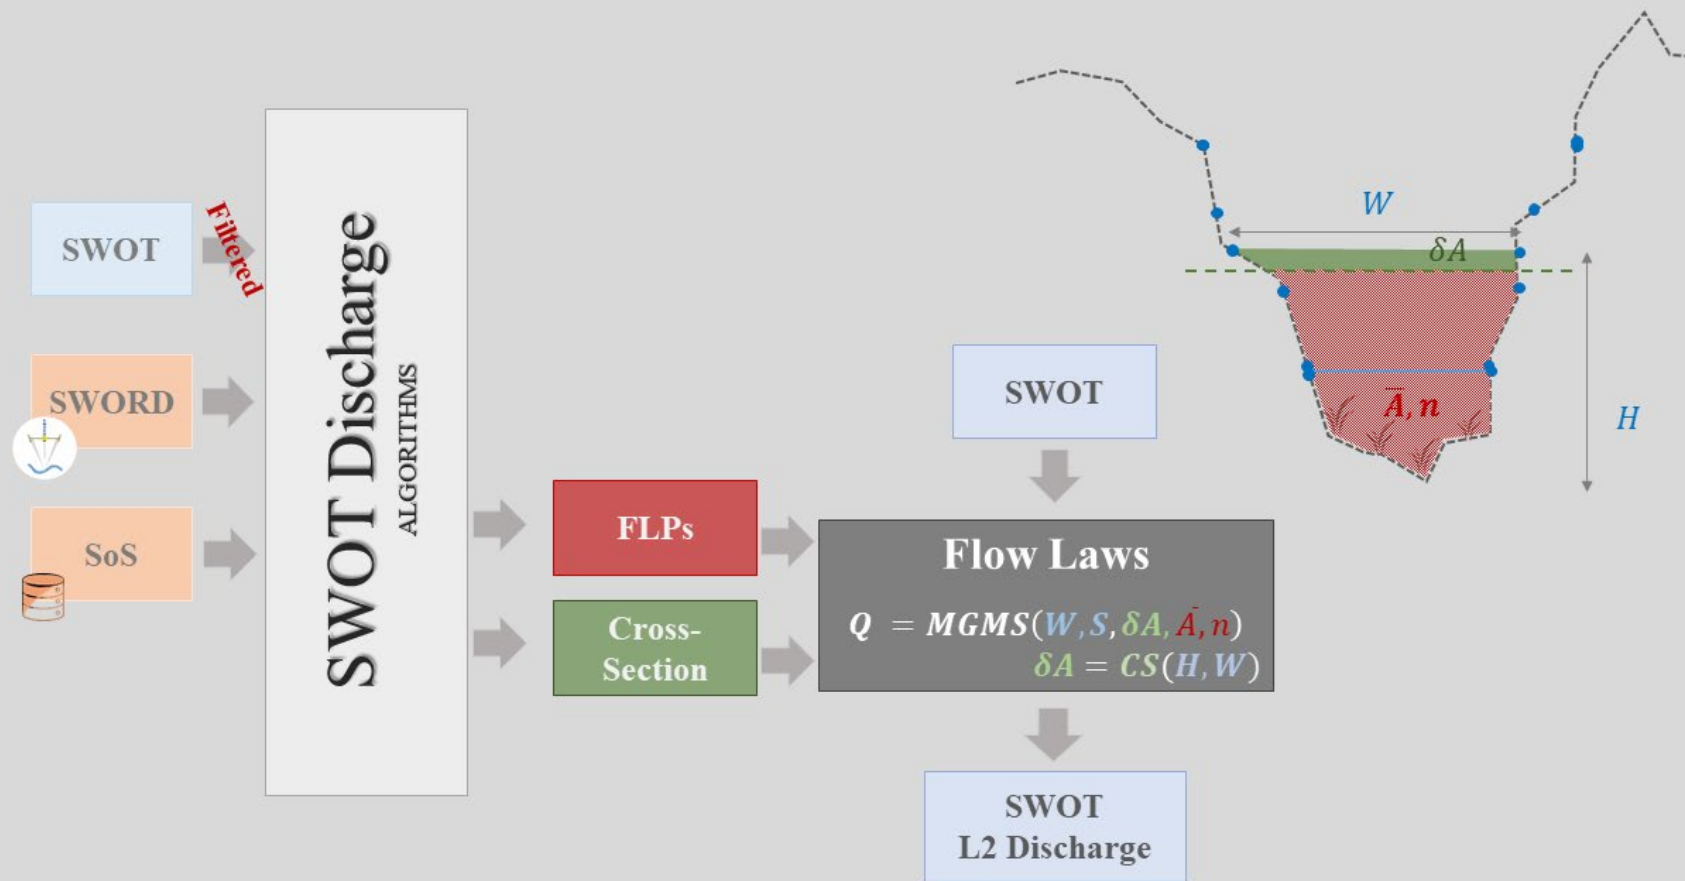 SWOT
Filtered
SWORD
SoS
SWOT Discharge
ALGORITHMS
FLPs
Cross-
Section
SWOT
Flow Laws
Q = MGMS(W, S, δA, Ā, n)
δA = CS(H, W)
SWOT
L2 Discharge
W
δA
Ā, n
H